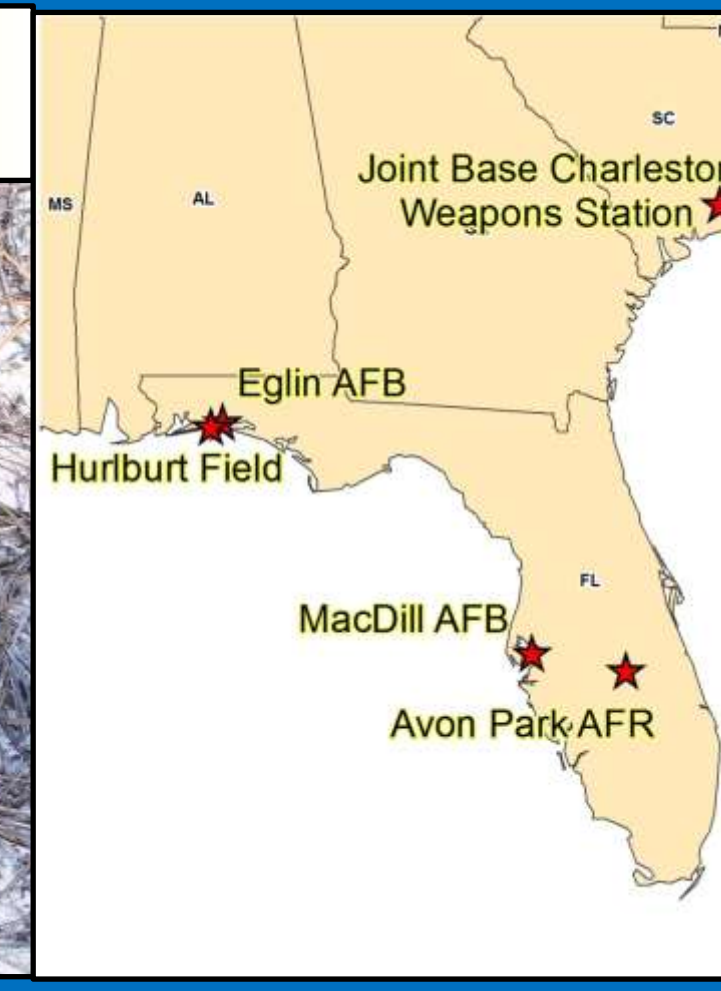 SC
Joint Base Charleston
Weapons Station
MS
AL
Eglin AFB
Hurlburt Field
FL
MacDill AFB
Avon Park AFR